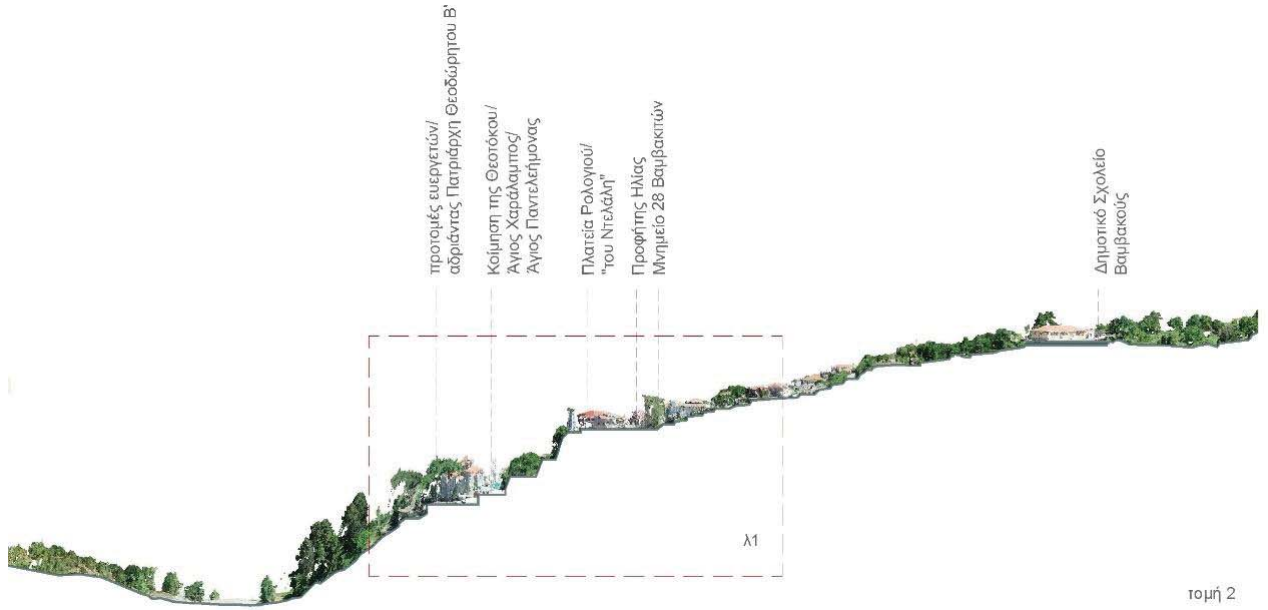 προτομές ευεργετών/
αδριάντας Πατριάρχη Θεοδώρητου Β'
Κοίμηση της Θεοτόκου/
Άγιος Χαράλαμπος/
Άγιος Παντελεήμονας
Πλατεία Ρολογιού/
"του Ντελάλη"
Προφήτης Ηλίας
Μνημείο 28 Βαμβακιτών
Δημοτικό Σχολείο
Βαμβακούς
λ1
τομή 2